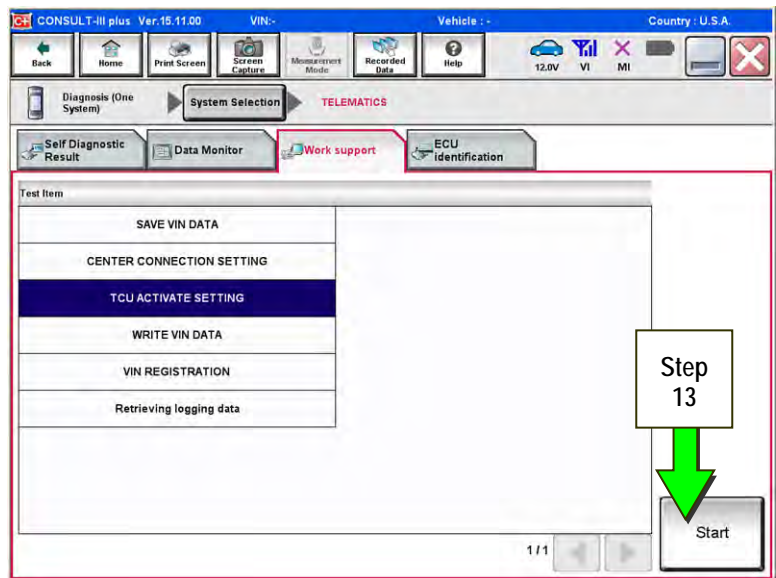 C+ CONSULT-III plus Ver.15.11.00 VIN:- Vehicle : - Country : U.S.A.
Back Home Print Screen Screen Capture Measurement Mode Recorded Data Help 12.0V VI MI
Diagnosis (One System) System Selection TELEMATICS
Self Diagnostic Result Data Monitor Work support ECU identification
Test Item
SAVE VIN DATA
CENTER CONNECTION SETTING
TCU ACTIVATE SETTING
WRITE VIN DATA
VIN REGISTRATION
Retrieving logging data
Step
13
Start
1/1